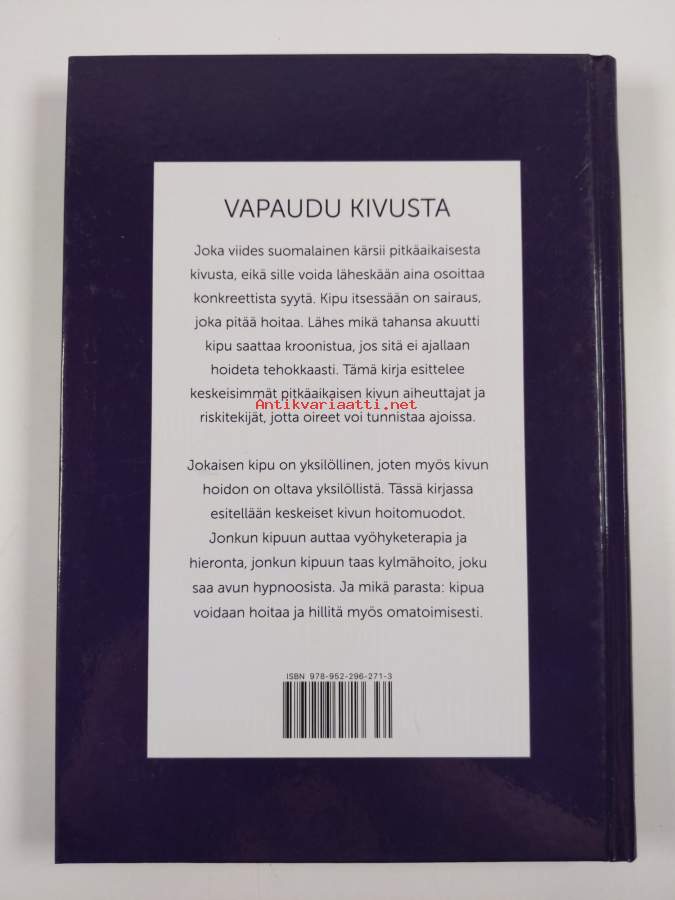 VAPAUDU KIVUSTA
Joka viides suomalainen kärsii pitkäaikaisesta
kivusta, eikä sille voida läheskään aina osoittaa
konkreettista syytä. Kipu itsessään on sairaus,
joka pitää hoitaa. Lähes mikä tahansa akuutti
kipu saattaa kroonistua, jos sitä ei ajallaan
hoideta tehokkaasti. Tämä kirja esittelee
keskeisimmät pitkäaikaisen kivun aiheuttajat ja
Antikvariaatti.net
riskitekijät, jotta oireet voi tunnistaa ajoissa.
Jokaisen kipu on yksilöllinen, joten myös kivun
hoidon on oltava yksilöllistä. Tässä kirjassa
esitellään keskeiset kivun hoitomuodot.
Jonkun kipuun auttaa vyöhyketerapia ja
hieronta, jonkun kipuun taas kylmähoito, joku
saa avun hypnoosista. Ja mikä parasta: kipua
voidaan hoitaa ja hillitä myös omatoimisesti.
ISBN 978-952-296-271-3